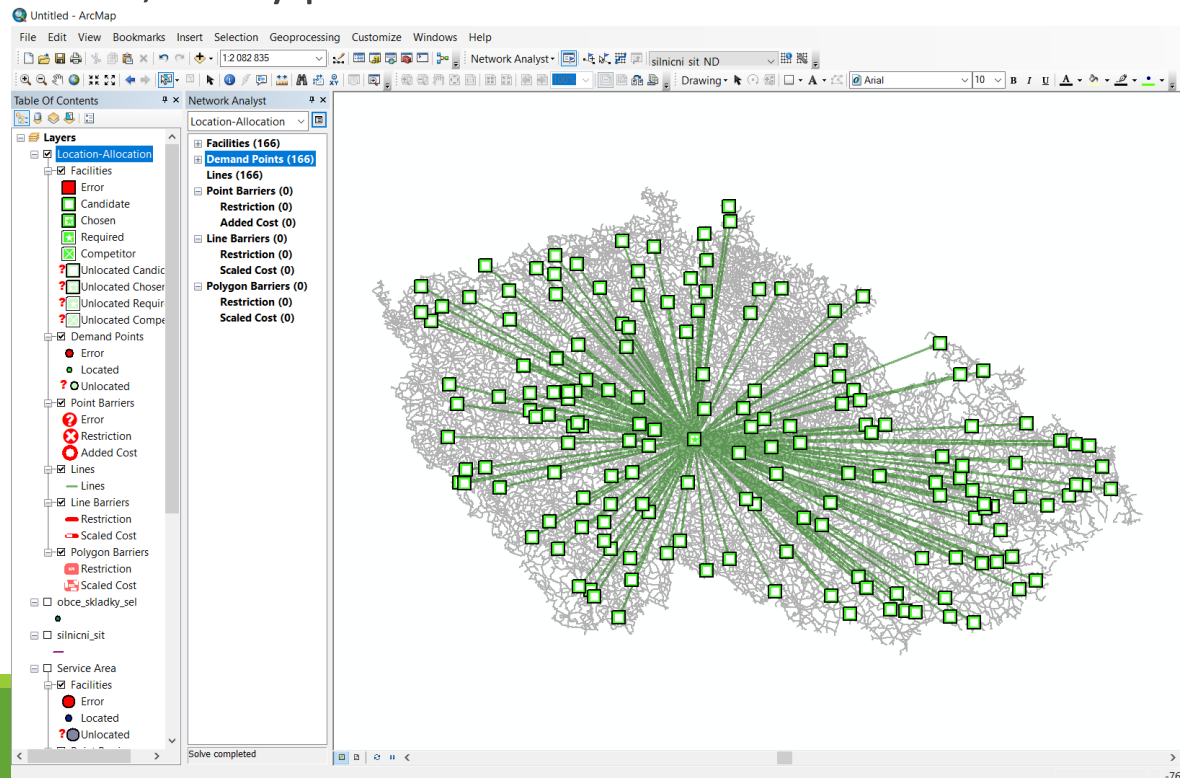 Untitled - ArcMap
File Edit View Bookmarks Insert Selection Geoprocessing Customize Windows Help
1:2 082 835
Network Analyst
silnicni_sit_ND
Drawing
Arial
10
B I U A
Table Of Contents
Layers
Location-Allocation
Facilities
Error
Candidate
Chosen
Required
Competitor
Unlocated Candic
Unlocated Choser
Unlocated Requir
Unlocated Compe
Demand Points
Error
Located
Unlocated
Point Barriers
Error
Restriction
Added Cost
Lines
Lines
Line Barriers
Restriction
Scaled Cost
Polygon Barriers
Restriction
Scaled Cost
obce_skladky_sel
silnicni_sit
Service Area
Facilities
Error
Located
Unlocated
Network Analyst
Location-Allocation
Facilities (166)
Demand Points (166)
Lines (166)
Point Barriers (0)
Restriction (0)
Added Cost (0)
Line Barriers (0)
Restriction (0)
Scaled Cost (0)
Polygon Barriers (0)
Restriction (0)
Scaled Cost (0)
Solve completed
-76